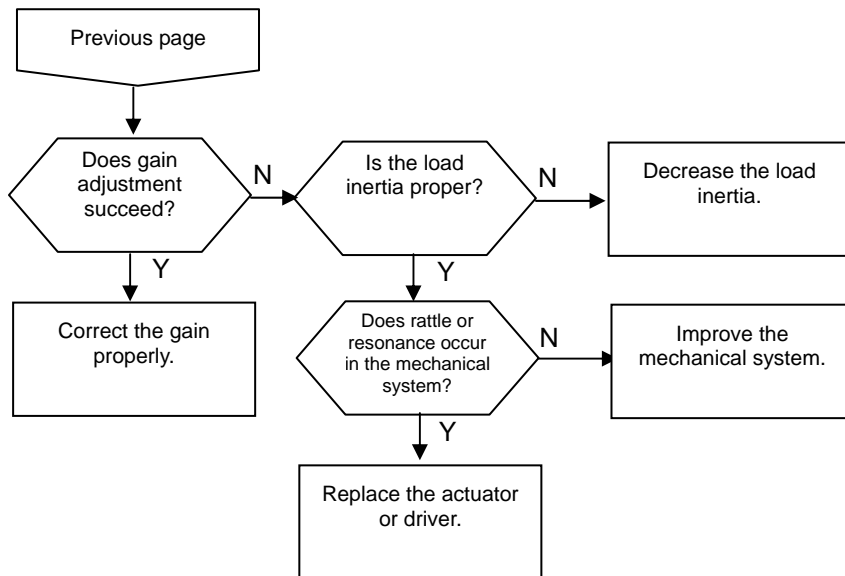 Previous page
Does gain
adjustment
succeed?
N
Is the load
inertia proper?
N
Decrease the load
inertia.
Y
Y
Correct the gain
properly.
Does rattle or
resonance occur
in the mechanical
system?
N
Improve the
mechanical system.
Y
Replace the actuator
or driver.